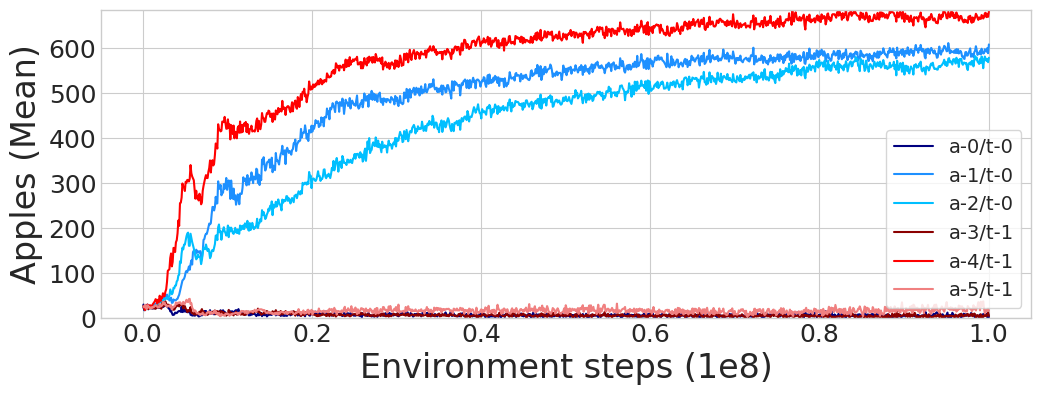 Apples (Mean)
600
500
400
300
200
100
0
0.0
0.2
0.4
0.6
0.8
1.0
Environment steps (1e8)
a-0/t-0
a-1/t-0
a-2/t-0
a-3/t-1
a-4/t-1
a-5/t-1